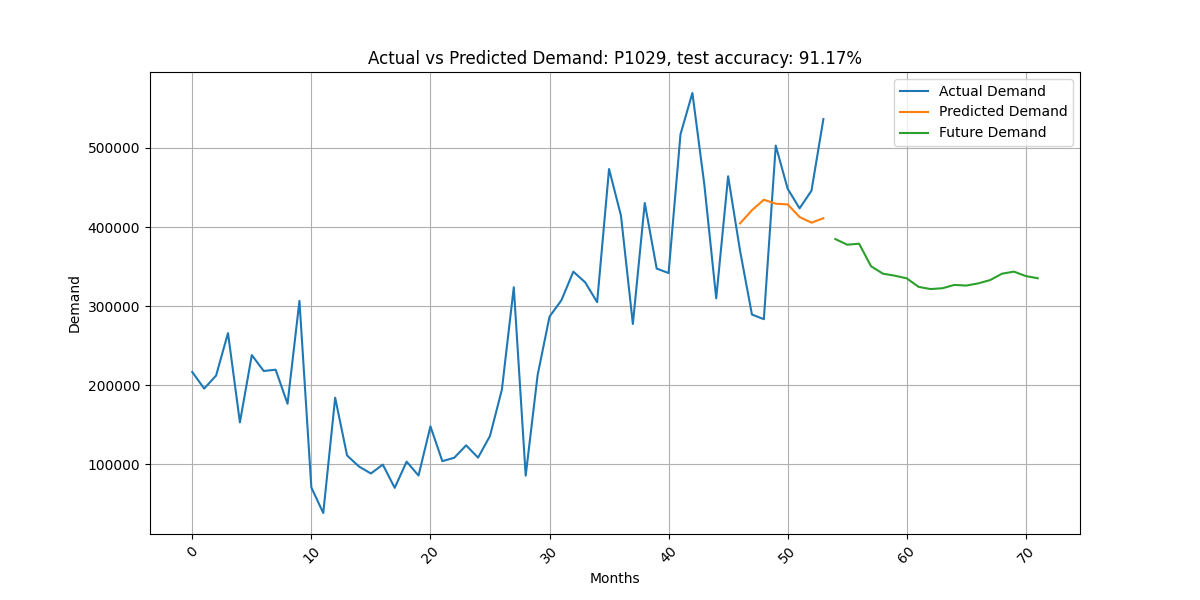 Actual vs Predicted Demand: P1029, test accuracy: 91.17%
Actual Demand
Predicted Demand
Future Demand
500000
400000
300000
200000
100000
Demand
0
10
20
30
40
50
60
70
Months